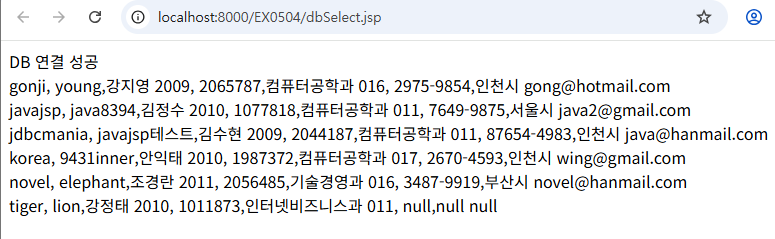 localhost:8000/EX0504/dbSelect.jsp
DB 연결 성공
gonji, young,강지영 2009, 2065787,컴퓨터공학과 016, 2975-9854,인천시 gong@hotmail.com
javajsp, java8394,김정수 2010, 1077818,컴퓨터공학과 011, 7649-9875,서울시 java2@gmail.com
jdbcmania, javajsp테스트,김수현 2009, 2044187,컴퓨터공학과 011, 87654-4983,인천시 java@hanmail.com
korea, 9431inner,안익태 2010, 1987372,컴퓨터공학과 017, 2670-4593,인천시 wing@gmail.com
novel, elephant,조경란 2011, 2056485,기술경영과 016, 3487-9919,부산시 novel@hanmail.com
tiger, lion,강정태 2010, 1011873,인터넷비즈니스과 011, null,null null